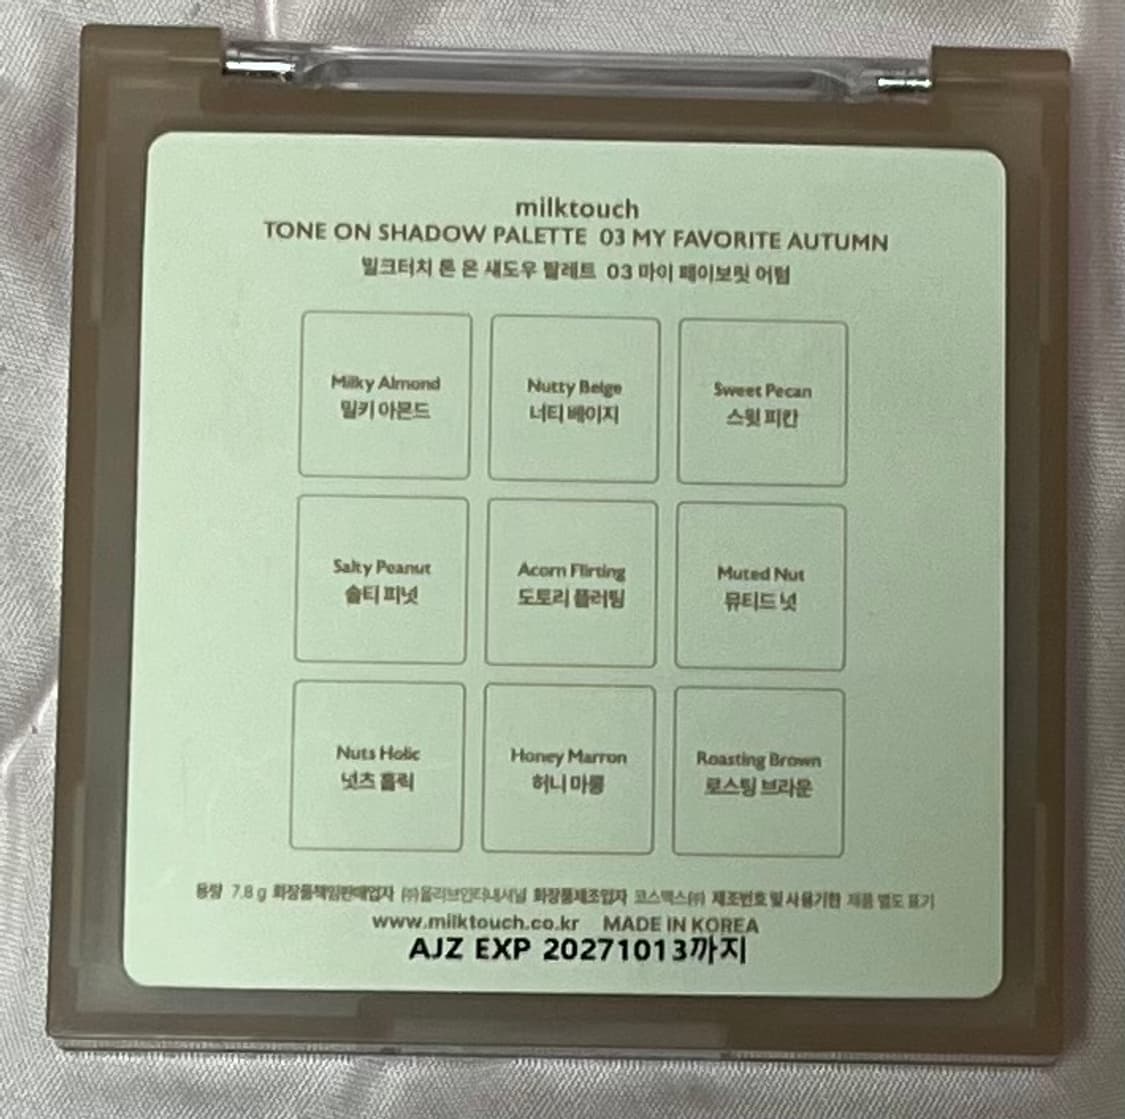 milktouch
TONE ON SHADOW PALETTE 03 MY FAVORITE AUTUMN
밀크터치 톤 온 섀도우 팔레트 03 마이 페이보릿 어텀
Milky Almond
밀키 아몬드
Nutty Beige
너티 베이지
Sweet Pecan
스윗 피칸
Salty Peanut
솔티 피넛
Acorn Flirting
도토리 플러팅
Muted Nut
뮤티드 넛
Nuts Holic
넛츠 홀릭
Honey Marron
허니 마롱
Roasting Brown
로스팅 브라운
용량 7.8 g 화장품책임판매업자 ㈜올리브인터내셔널 화장품제조업자 코스맥스㈜ 제조번호 및 사용기한 제품 별도 표기
www.milktouch.co.kr MADE IN KOREA
AJZ EXP 20271013까지